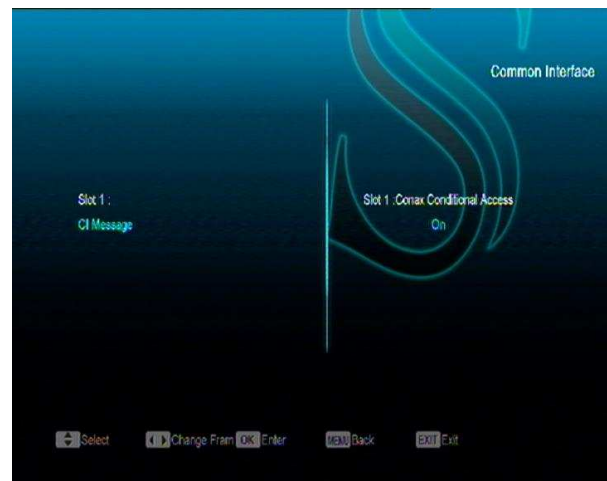 Common Interface
Slot 1 :
Slot 1 :Conax Conditional Access
CI Message
On
Select
Change Fram OK Enter
MENU Back
EXIT Exit